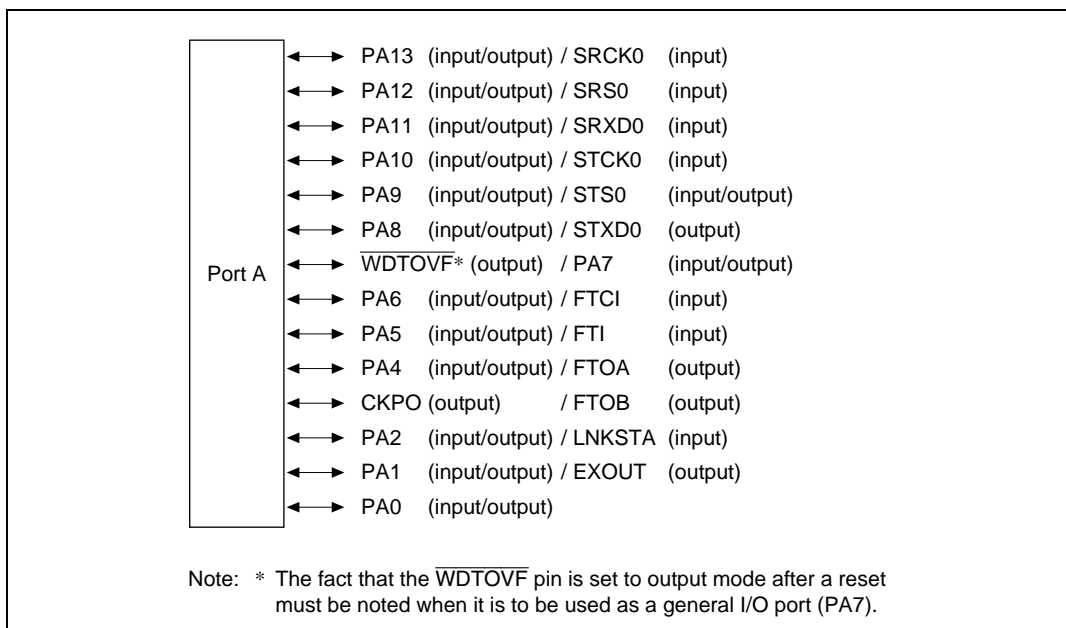 PA13 (input/output) / SRCK0 (input)
PA12 (input/output) / SRS0 (input)
PA11 (input/output) / SRXD0 (input)
PA10 (input/output) / STCK0 (input)
PA9 (input/output) / STS0 (input/output)
PA8 (input/output) / STXD0 (output)
Port A
WDTOVF* (output) / PA7 (input/output)
PA6 (input/output) / FTCI (input)
PA5 (input/output) / FTI (input)
PA4 (input/output) / FTOA (output)
CKPO (output) / FTOB (output)
PA2 (input/output) / LNKSTA (input)
PA1 (input/output) / EXOUT (output)
PA0 (input/output)
Note: * The fact that the WDTOVF pin is set to output mode after a reset
must be noted when it is to be used as a general I/O port (PA7).